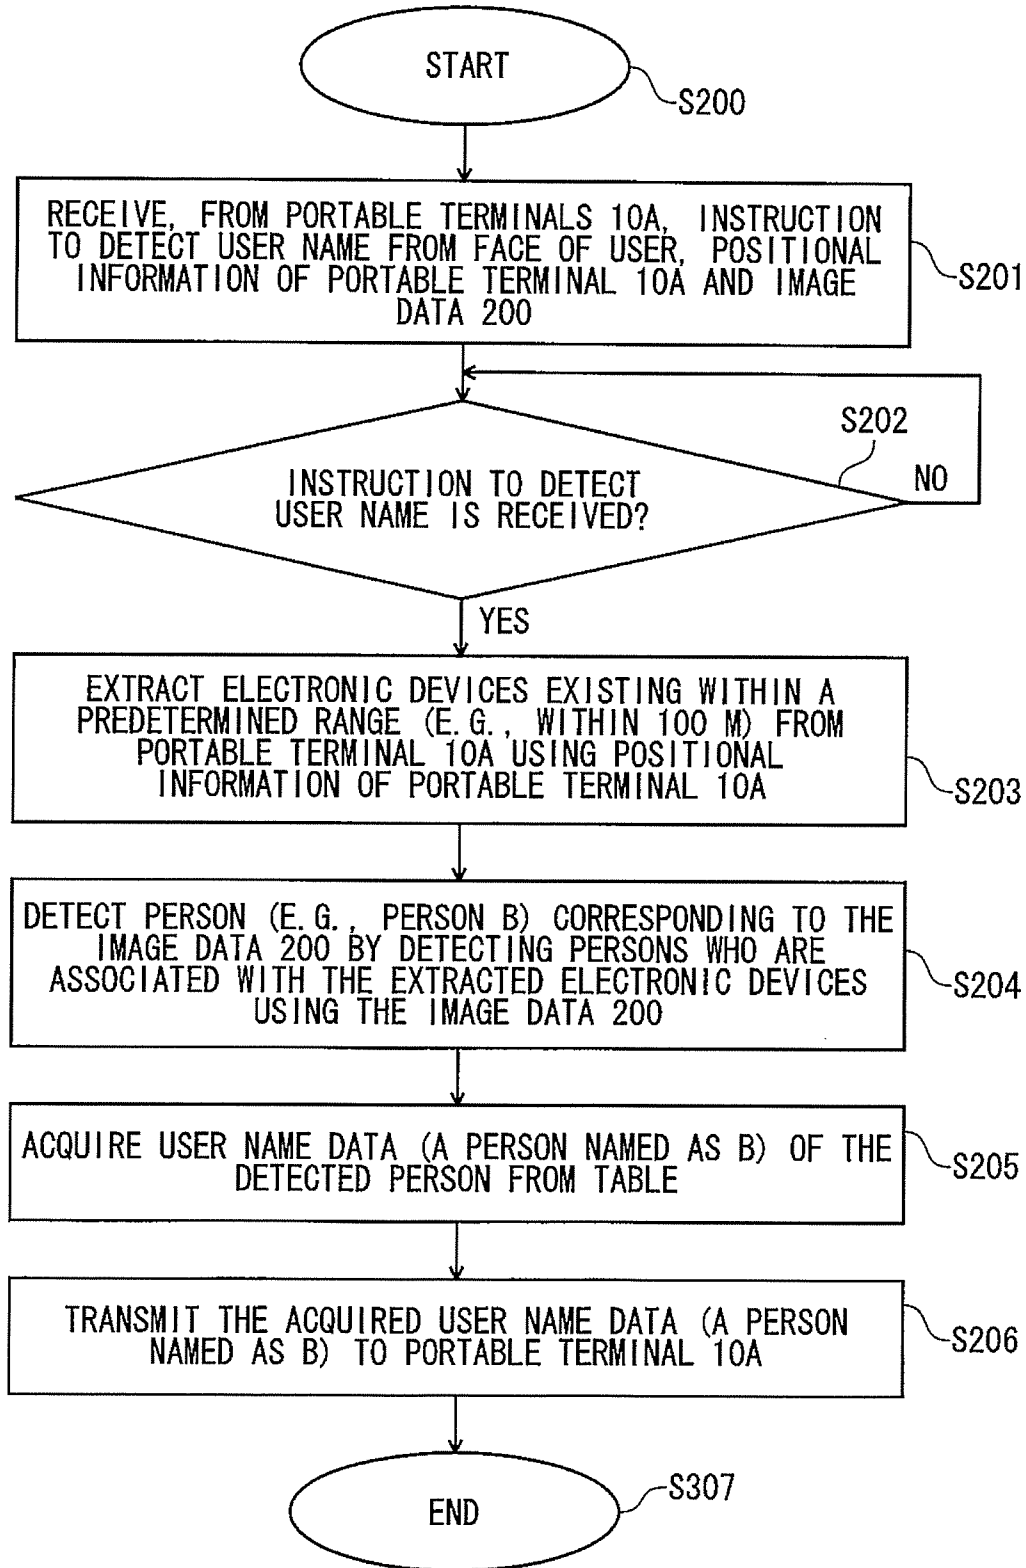 START
S200
RECEIVE, FROM PORTABLE TERMINALS 10A, INSTRUCTION
TO DETECT USER NAME FROM FACE OF USER, POSITIONAL
INFORMATION OF PORTABLE TERMINAL 10A AND IMAGE
DATA 200
S201
S202
INSTRUCTION TO DETECT
USER NAME IS RECEIVED?
NO
YES
EXTRACT ELECTRONIC DEVICES EXISTING WITHIN A
PREDETERMINED RANGE (E.G., WITHIN 100 M) FROM
PORTABLE TERMINAL 10A USING POSITIONAL
INFORMATION OF PORTABLE TERMINAL 10A
S203
DETECT PERSON (E.G., PERSON B) CORRESPONDING TO THE
IMAGE DATA 200 BY DETECTING PERSONS WHO ARE
ASSOCIATED WITH THE EXTRACTED ELECTRONIC DEVICES
USING THE IMAGE DATA 200
S204
ACQUIRE USER NAME DATA (A PERSON NAMED AS B) OF THE
DETECTED PERSON FROM TABLE
S205
TRANSMIT THE ACQUIRED USER NAME DATA (A PERSON
NAMED AS B) TO PORTABLE TERMINAL 10A
S206
END
S307